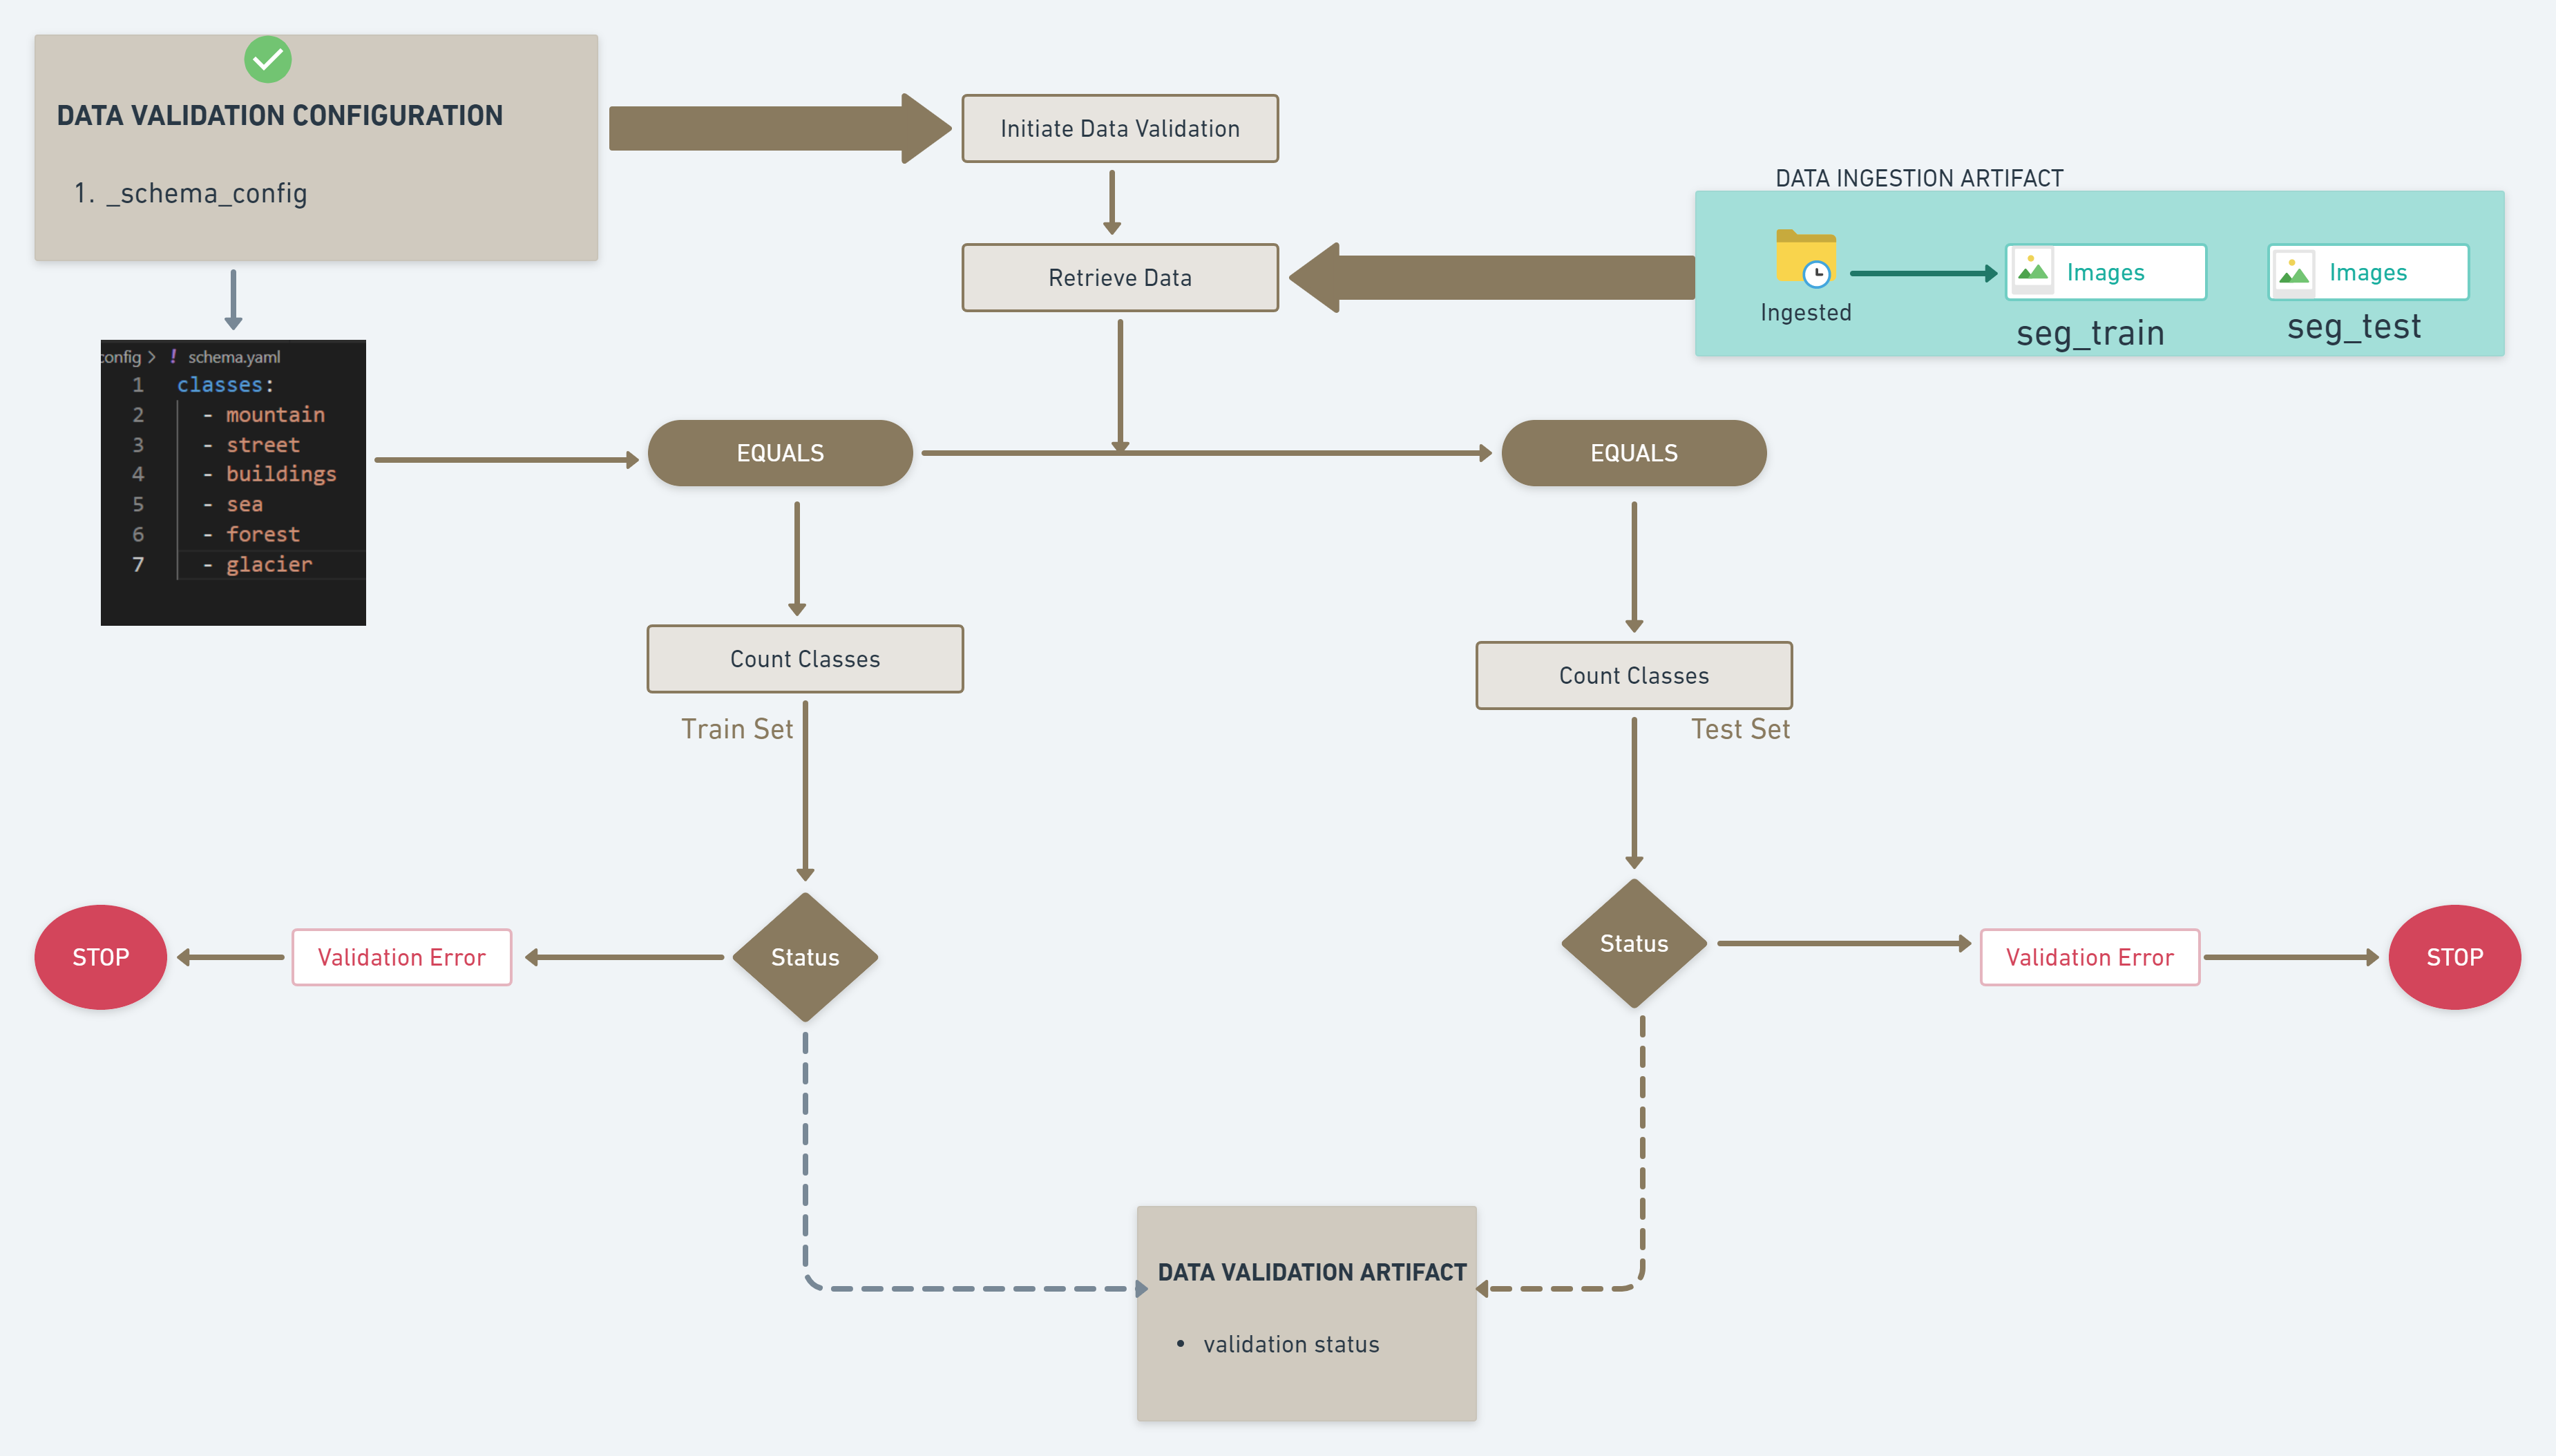 DATA VALIDATION CONFIGURATION
1. _schema_config
Initiate Data Validation
DATA INGESTION ARTIFACT
Retrieve Data
Ingested
Images
seg_train
Images
seg_test
config > ! schema.yaml
1 classes:
2 - mountain
3 - street
4 - buildings
5 - sea
6 - forest
7 - glacier
EQUALS
EQUALS
Count Classes
Count Classes
Train Set
Test Set
STOP
Validation Error
Status
Status
Validation Error
STOP
DATA VALIDATION ARTIFACT
• validation status